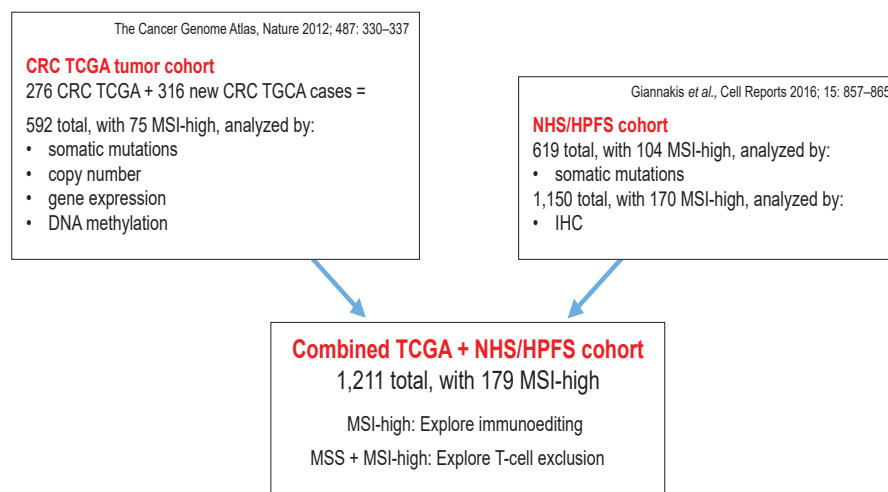 The Cancer Genome Atlas, Nature 2012; 487: 330–337
CRC TCGA tumor cohort
276 CRC TCGA + 316 new CRC TGCA cases =
592 total, with 75 MSI-high, analyzed by:
• somatic mutations
• copy number
• gene expression
• DNA methylation
Giannakis et al., Cell Reports 2016; 15: 857–865
NHS/HPFS cohort
619 total, with 104 MSI-high, analyzed by:
• somatic mutations
1,150 total, with 170 MSI-high, analyzed by:
• IHC
Combined TCGA + NHS/HPFS cohort
1,211 total, with 179 MSI-high
MSI-high: Explore immunoediting
MSS + MSI-high: Explore T-cell exclusion